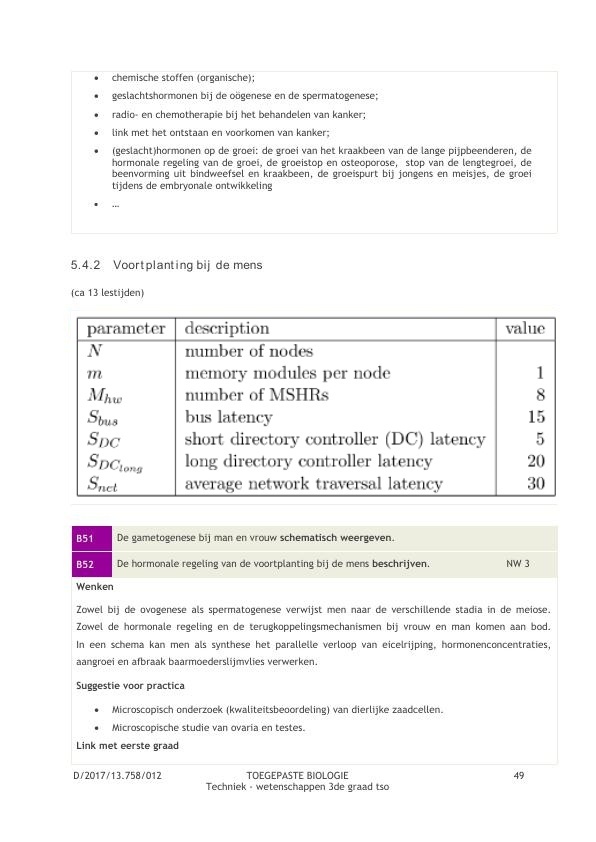 • chemische stoffen (organische);
• geslachtshormonen bij de oögenese en de spermatogenese;
• radio- en chemotherapie bij het behandelen van kanker;
• link met het ontstaan en voorkomen van kanker;
• (geslacht)hormonen op de groei: de groei van het kraakbeen van de lange pijpbeenderen, de
hormonale regeling van de groei, de groeistop en osteoporose, stop van de lengtegroei, de
beenvorming uit bindweefsel en kraakbeen, de groeispurt bij jongens en meisjes, de groei
tijdens de embryonale ontwikkeling
• …
5.4.2 Voortplanting bij de mens
(ca 13 lestijden)
parameter description value
N number of nodes
m memory modules per node 1
M_hw number of MSHRs 8
S_bus bus latency 15
S_DC short directory controller (DC) latency 5
S_DC_long long directory controller latency 20
S_net average network traversal latency 30
B51 De gametogenese bij man en vrouw schematisch weergeven.
B52 De hormonale regeling van de voortplanting bij de mens beschrijven. NW 3
Wenken
Zowel bij de ovogenese als spermatogenese verwijst men naar de verschillende stadia in de meiose.
Zowel de hormonale regeling en de terugkoppelingsmechanismen bij vrouw en man komen aan bod.
In een schema kan men als synthese het parallelle verloop van eicelrijping, hormonenconcentraties,
aangroei en afbraak baarmoederslijmvlies verwerken.
Suggestie voor practica
• Microscopisch onderzoek (kwaliteitsbeoordeling) van dierlijke zaadcellen.
• Microscopische studie van ovaria en testes.
Link met eerste graad
D/2017/13.758/012 TOEGEPASTE BIOLOGIE 49
Techniek - wetenschappen 3de graad tso